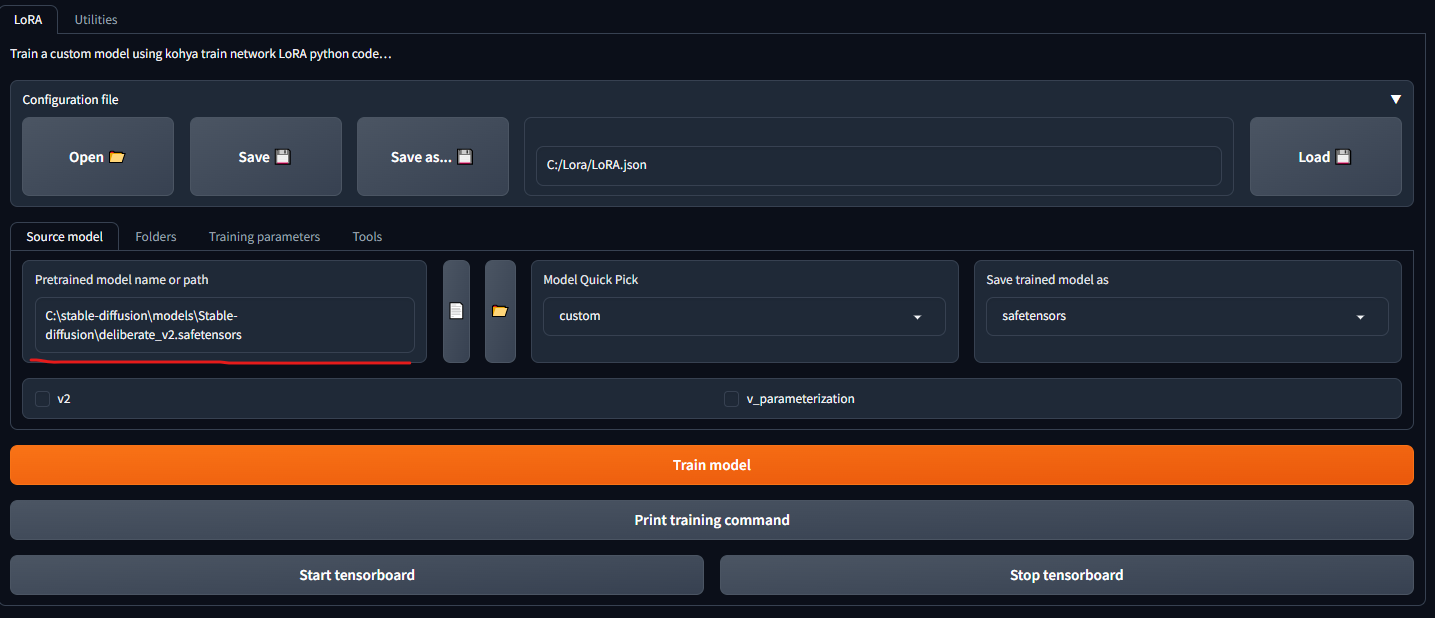 LoRA Utilities
Train a custom model using kohya train network LoRA python code...
Configuration file
Open Save Save as... C:/Lora/LoRA.json Load
Source model Folders Training parameters Tools
Pretrained model name or path Model Quick Pick Save trained model as
C:\stable-diffusion\models\Stable-
diffusion\deliberate_v2.safetensors
custom
safetensors
v2 v_parameterization
Train model
Print training command
Start tensorboard Stop tensorboard